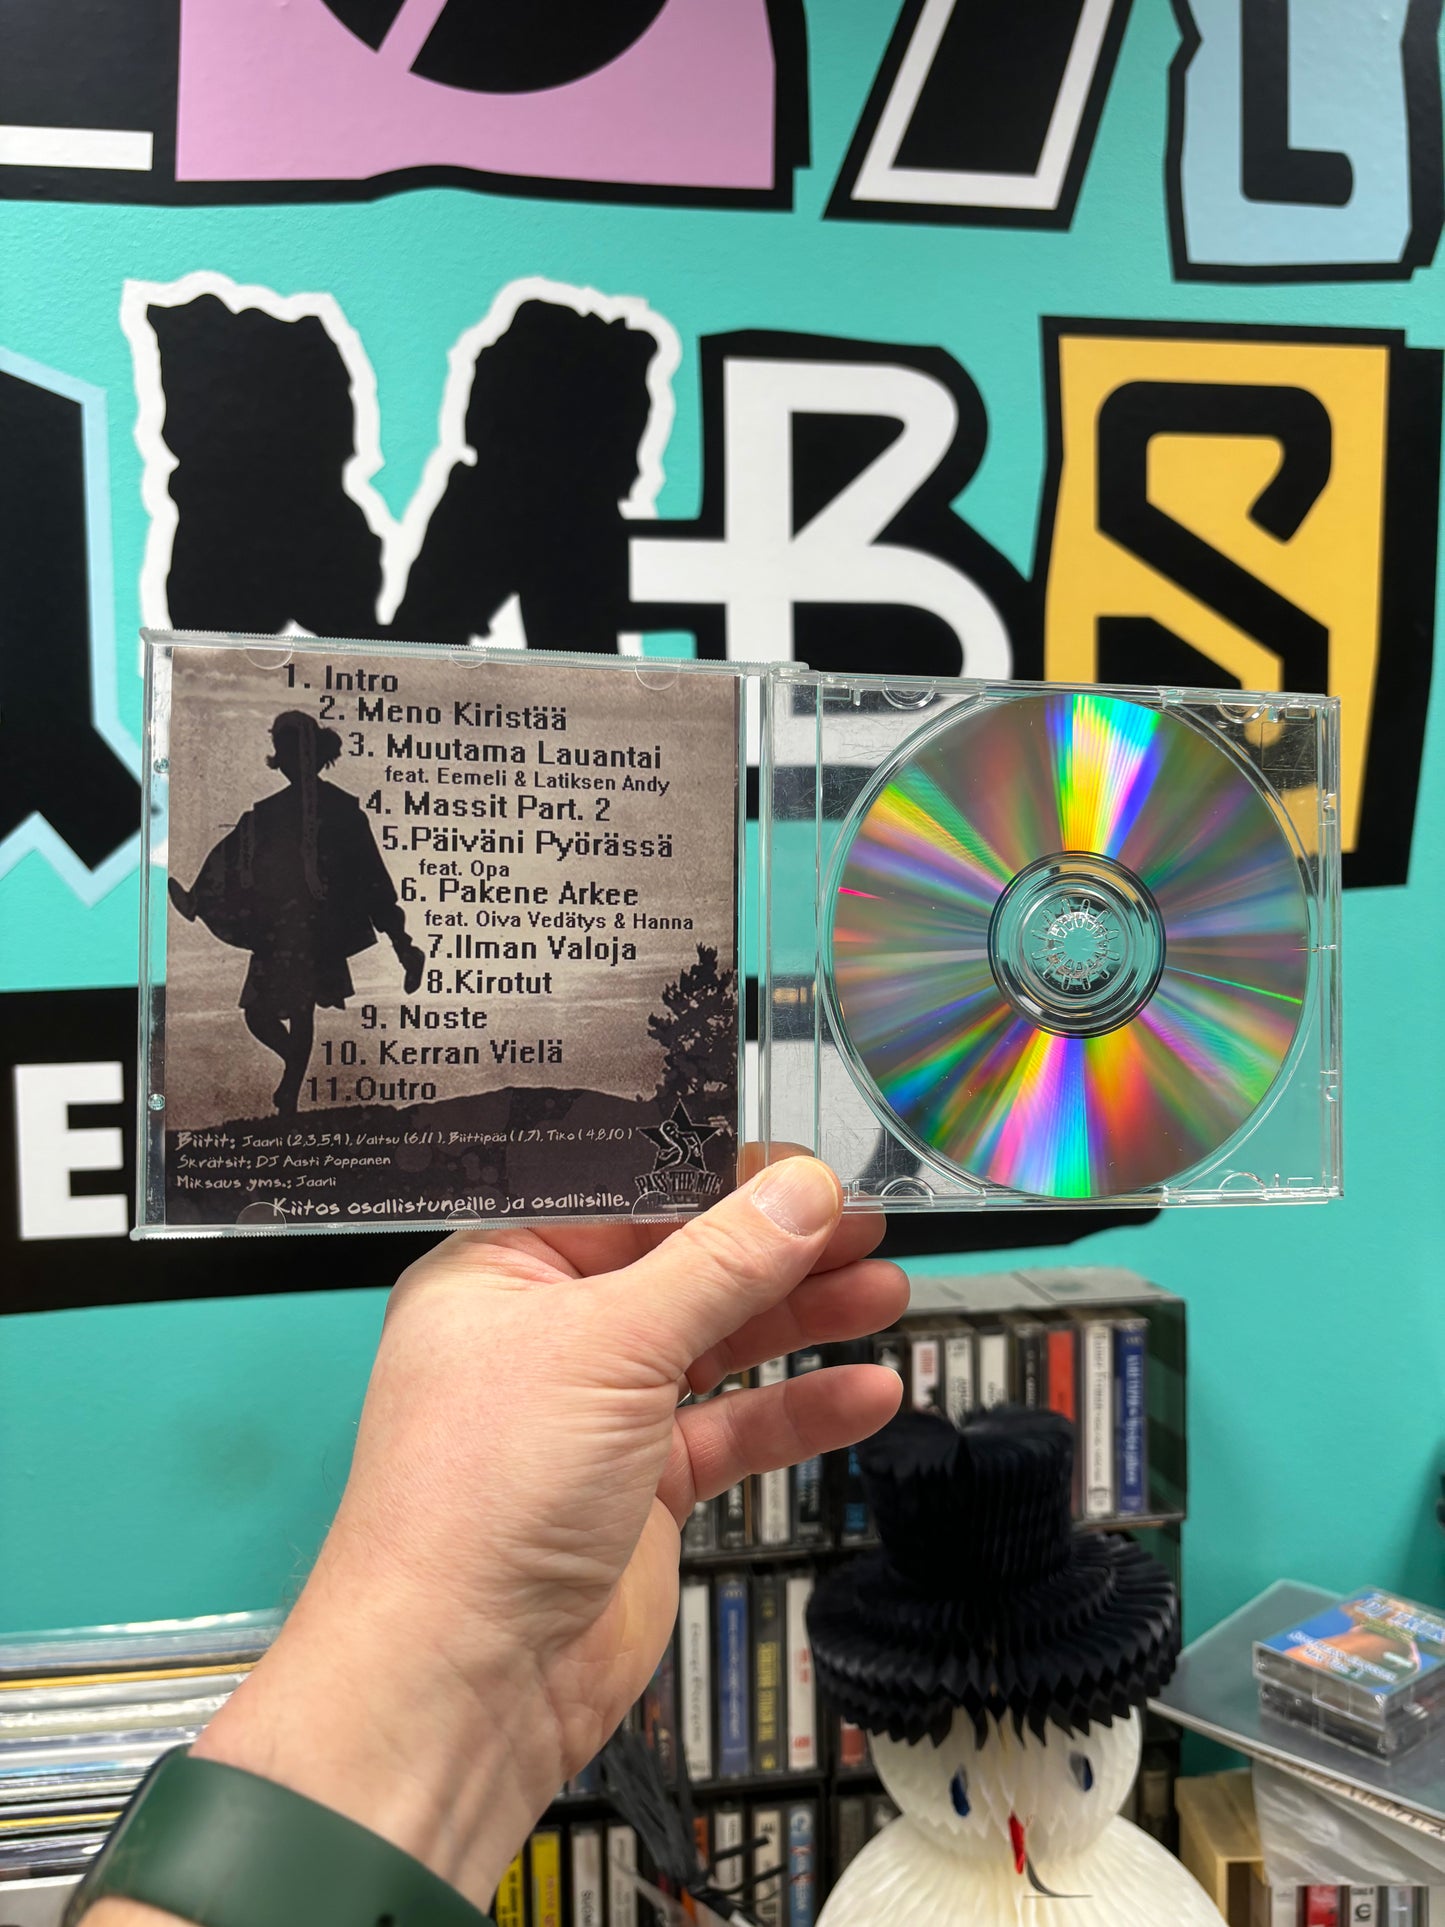 MBS
E
1. Intro
2. Meno Kiristää
3. Muutama Lauantai
feat. Eemeli & Latiksen Andy
4. Massit Part. 2
5.Päiväni Pyörässä
feat. Opa
6. Pakene Arkee
feat. Oiva Vedätys & Hanna
7.Ilman Valoja
8.Kirotut
9. Noste
10. Kerran Vielä
11.Outro
Biitit: Jaarli (2,3,5,9), Valtsu (6,11), Biittipää (1,7), Tiko (4,8,10)
Skrätsit: DJ Aasti Poppanen
Miksaus yms.: Jaarli
Kiitos osallistuneille ja osallisille.
PASS THE MIC